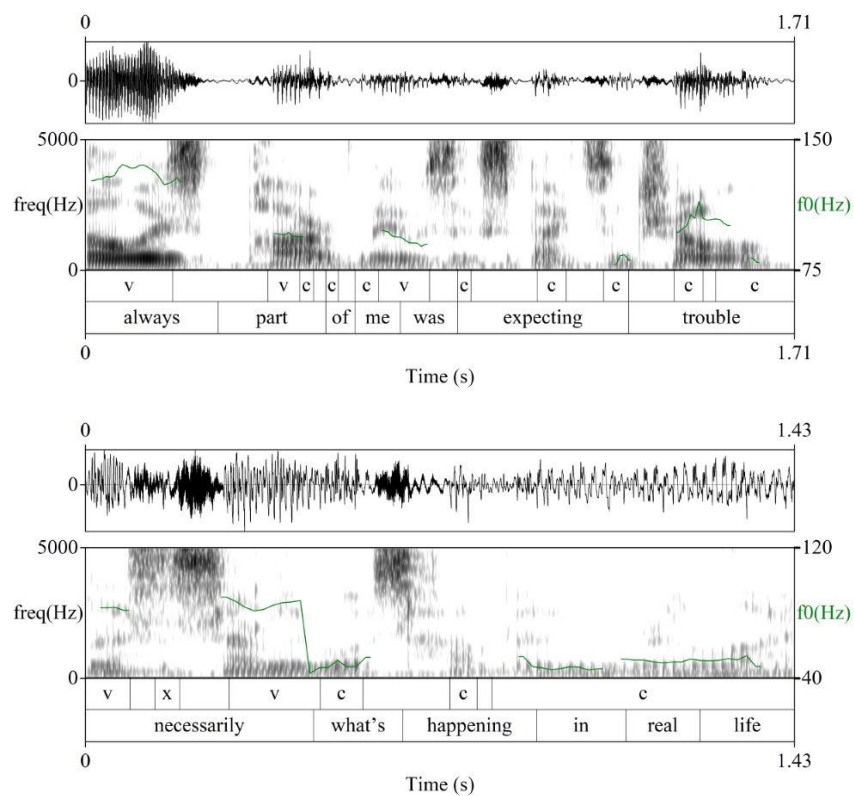 0 1.71
0
5000 150
freq(Hz) f0(Hz)
0 75
v v c c c v c c c c c
always part of me was expecting trouble
0 1.71
Time (s)
0 1.43
0
5000 120
freq(Hz) f0(Hz)
0 40
v x v c c c
necessarily what's happening in real life
0 1.43
Time (s)